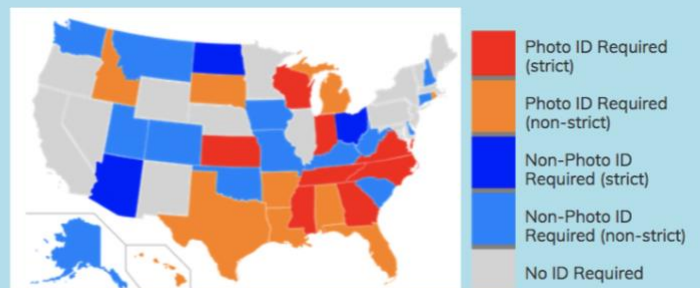 Photo ID Required
(strict)
Photo ID Required
(non-strict)
Non-Photo ID
Required (strict)
Non-Photo ID
Required (non-strict)
No ID Required